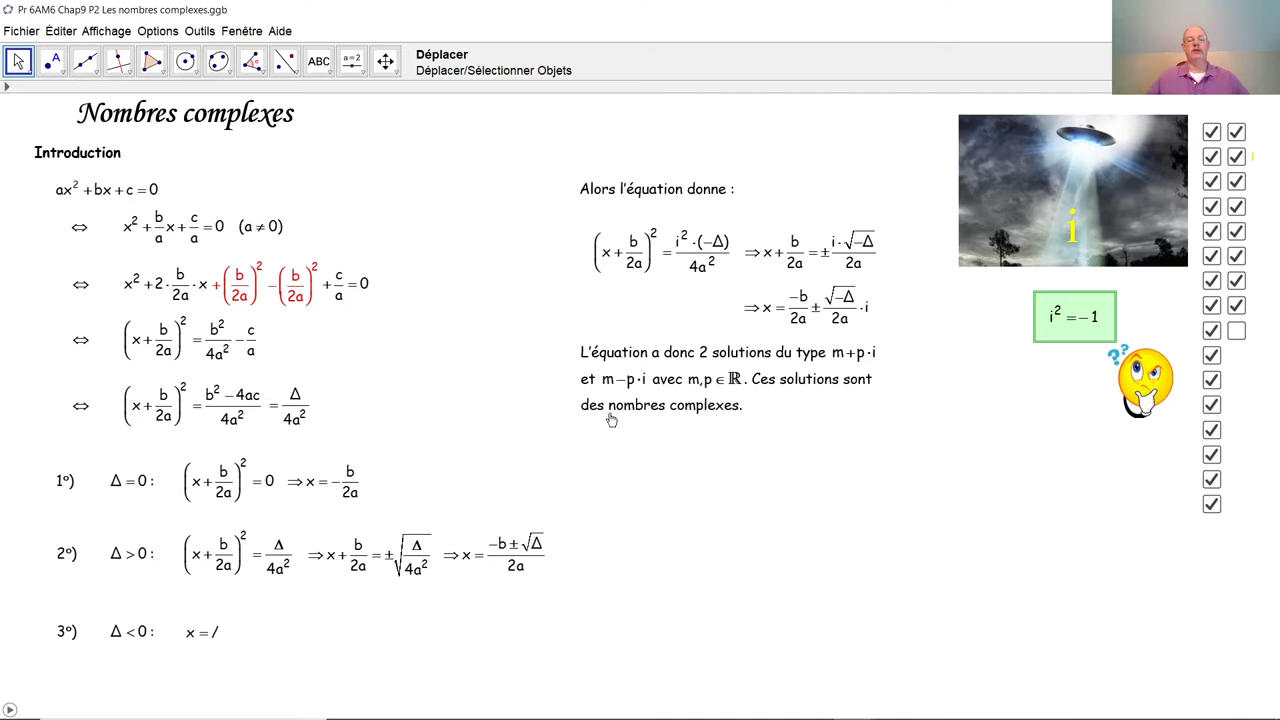 Pr 6AM6 Chap9 P2 Les nombres complexes.ggb
Fichier Éditer Affichage Options Outils Fenêtre Aide
A ABC a=2
Déplacer
Déplacer/Sélectionner Objets
Nombres complexes
Introduction
ax² + bx + c = 0
⇔ x² + b/a x + c/a = 0 (a ≠ 0)
⇔ x² + 2 · b/2a · x + (b/2a)² − (b/2a)² + c/a = 0
⇔ (x + b/2a)² = b²/4a² − c/a
⇔ (x + b/2a)² = b² − 4ac/4a² = Δ/4a²
1°) Δ = 0 : (x + b/2a)² = 0 ⇒ x = − b/2a
2°) Δ > 0 : (x + b/2a)² = Δ/4a² ⇒ x + b/2a = ± √(Δ/4a²) ⇒ x = −b ± √Δ/2a
3°) Δ < 0 : x = /
Alors l'équation donne :
(x + b/2a)² = i² · (−Δ)/4a² ⇒ x + b/2a = ± i · √−Δ/2a
⇒ x = −b/2a ± √−Δ/2a · i
L'équation a donc 2 solutions du type m + p · i
et m − p · i avec m, p ∈ ℝ. Ces solutions sont
des nombres complexes.
i
i² = −1
???